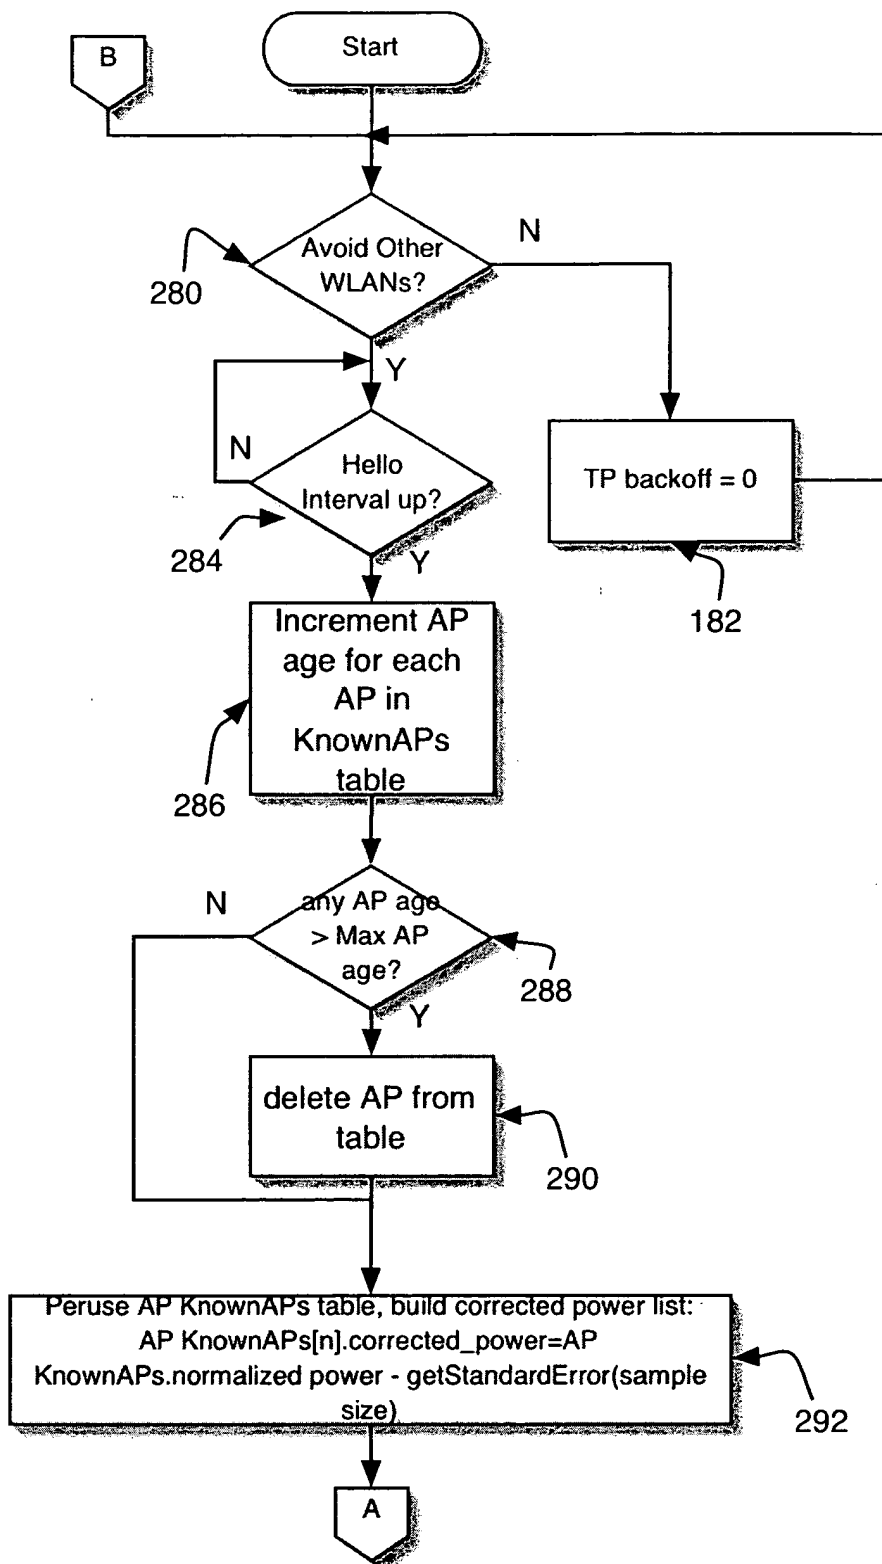 B
Start
Avoid Other
WLANs?
N
280
Y
N
Hello
Interval up?
284
TP backoff = 0
182
Y
Increment AP
age for each
AP in
KnownAPs
table
286
N
any AP age
> Max AP
age?
288
Y
delete AP from
table
290
Peruse AP KnownAPs table, build corrected power list:
AP KnownAPs[n].corrected_power=AP
KnownAPs.normalized power - getStandardError(sample
size)
292
A